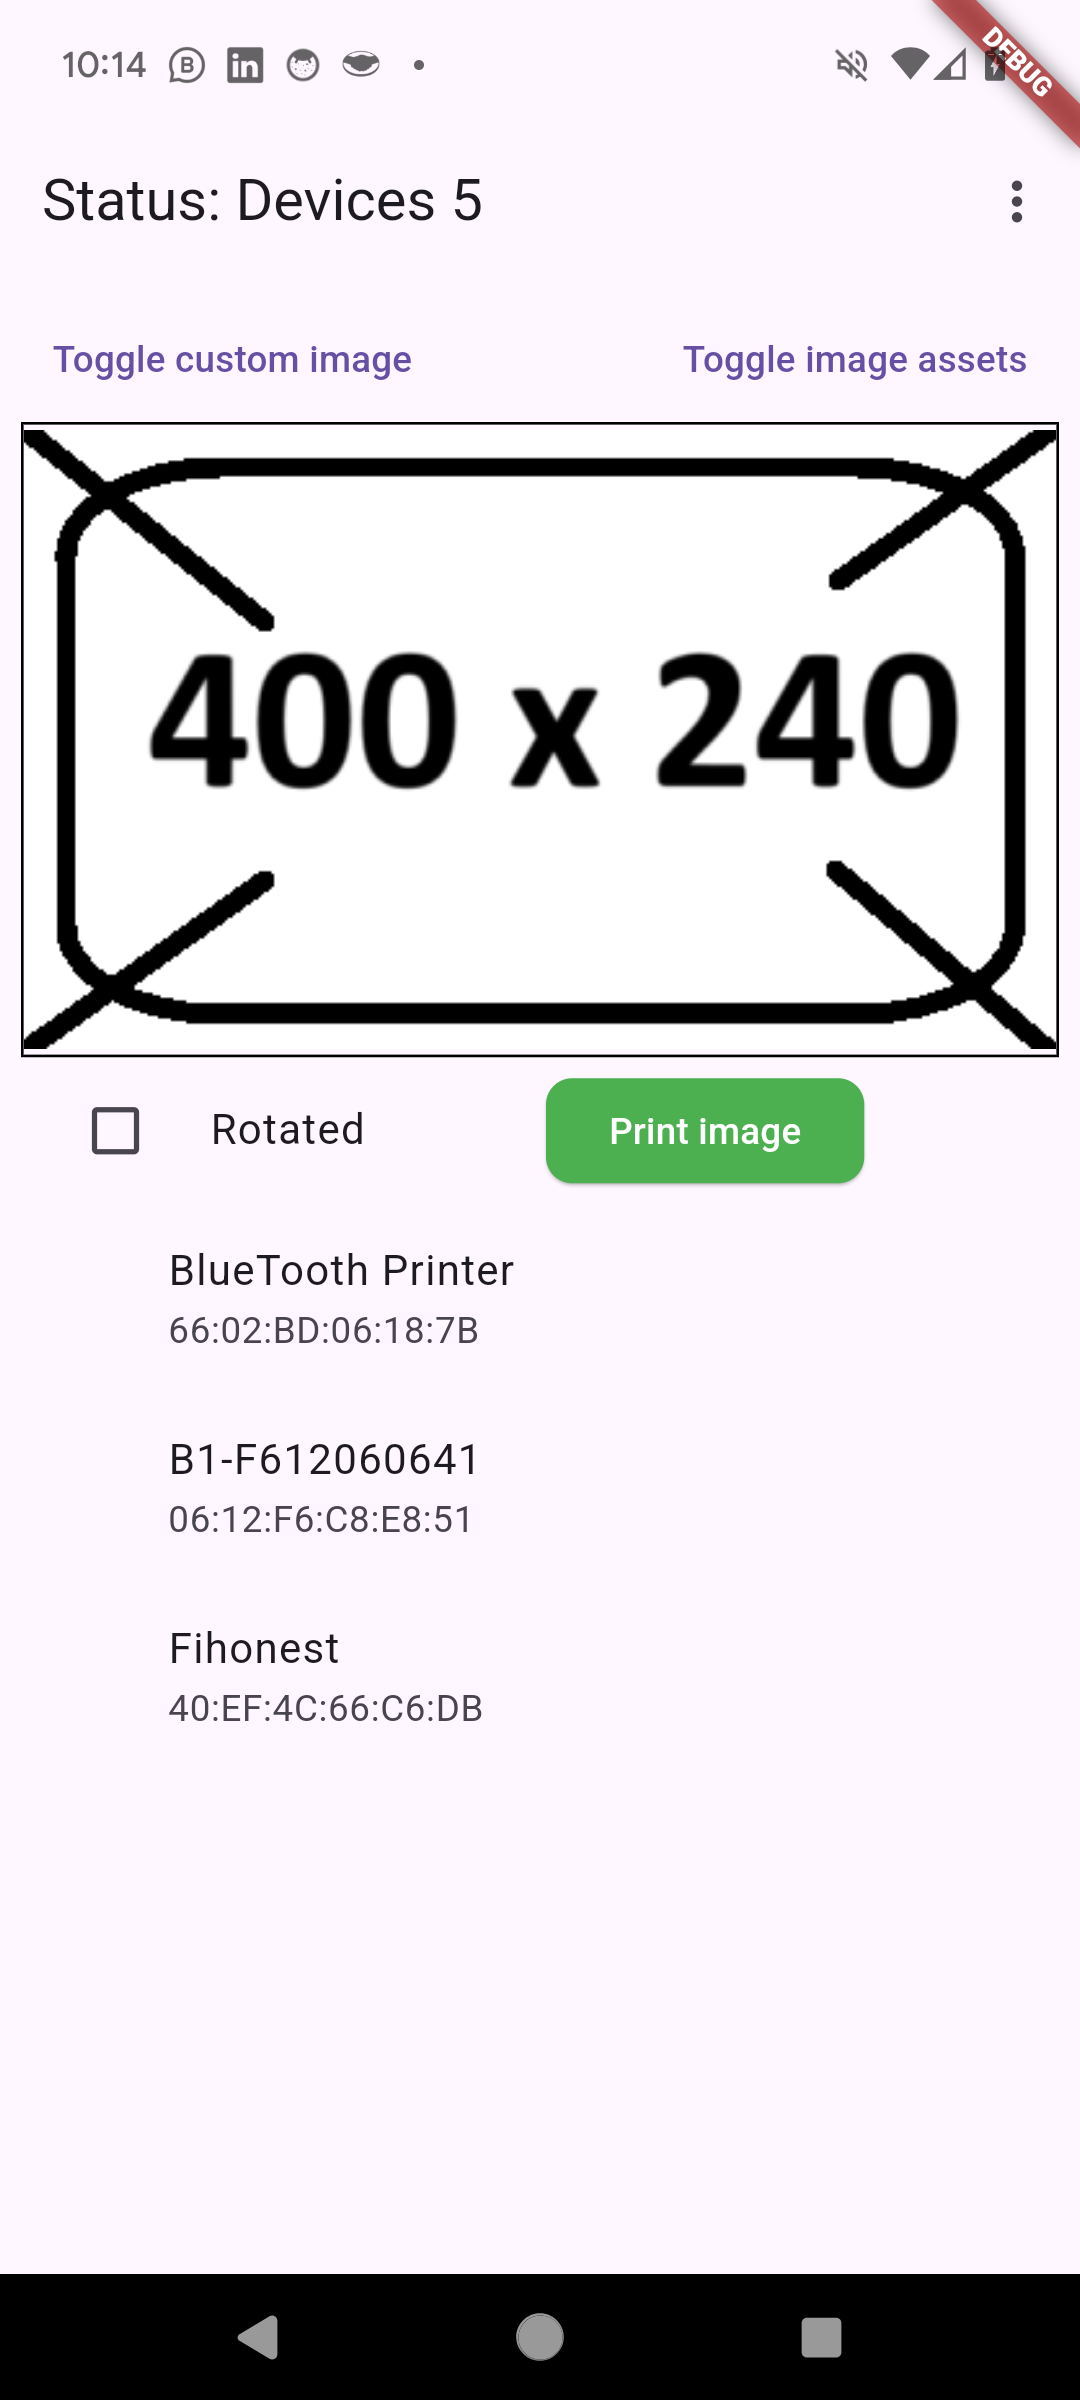 10:14
DEBUG
Status: Devices 5
Toggle custom image
Toggle image assets
400 x 240
Rotated
Print image
BlueTooth Printer
66:02:BD:06:18:7B
B1-F612060641
06:12:F6:C8:E8:51
Fihonest
40:EF:4C:66:C6:DB